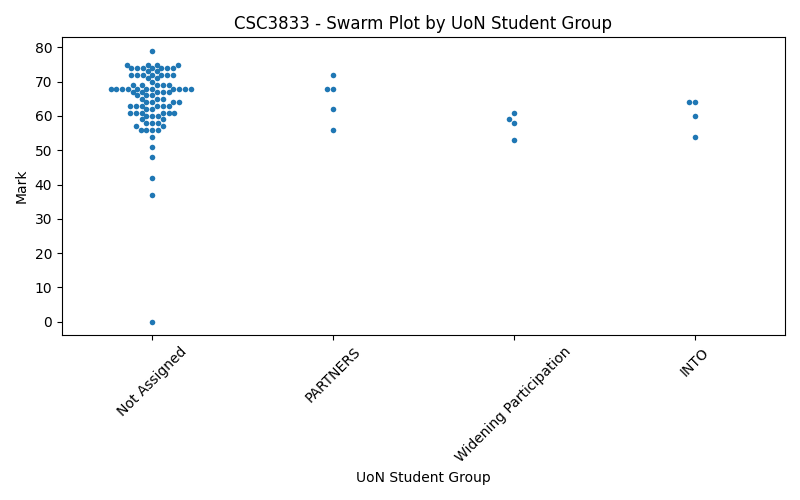 CSC3833 - Swarm Plot by UoN Student Group
80
70
60
50
40
30
20
10
0
Mark
Not Assigned
PARTNERS
Widening Participation
INTO
UoN Student Group